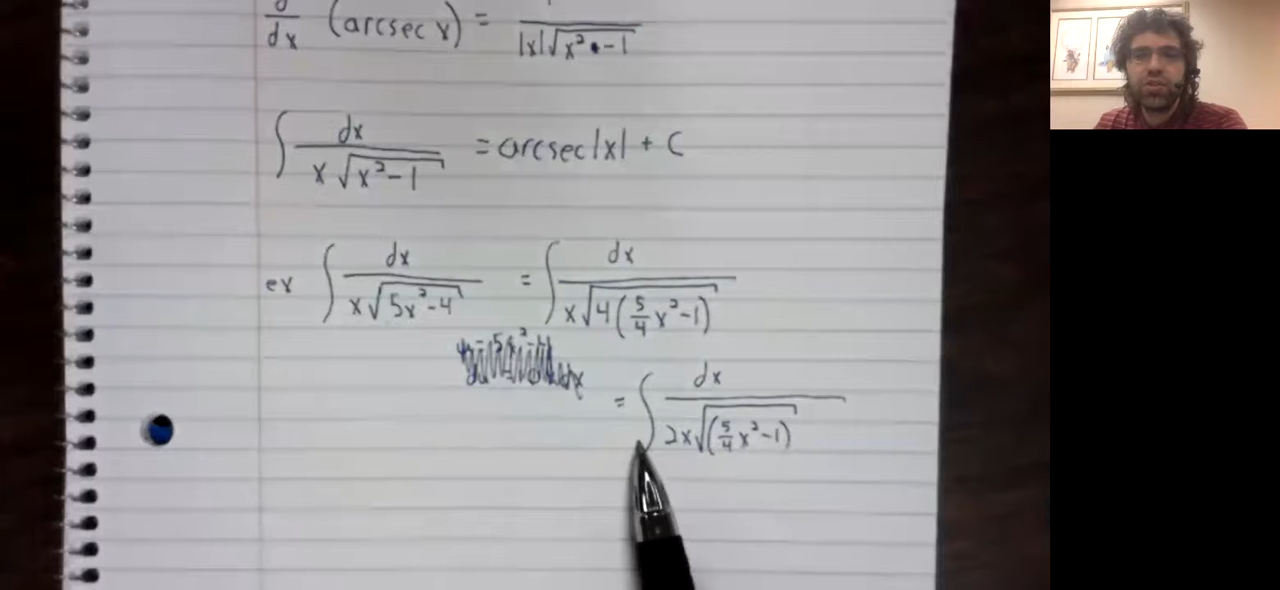 d/dx (arcsec x) = 1/(|x|√(x² - 1))
∫ dx/(x√(x²-1)) = arcsec|x| + C
ex ∫ dx/(x√(5x²-4)) = ∫ dx/(x√(4(5/4 x²-1)))
= ∫ dx/(2x√((5/4 x²-1)))